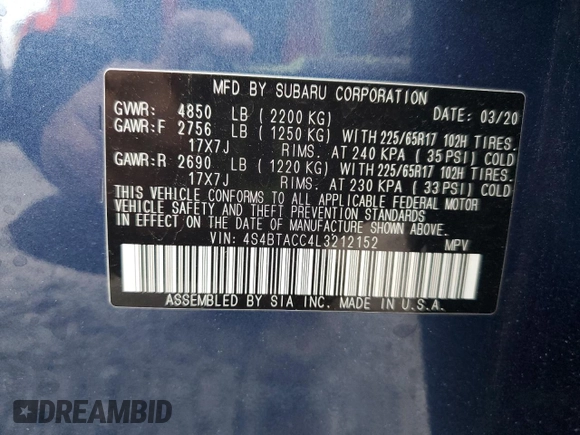 MFD BY SUBARU CORPORATION
GVWR: 4850 LB (2200 KG) DATE: 03/20
GAWR:F 2756 LB (1250 KG) WITH 225/65R17 102H TIRES.
17X7J RIMS. AT 240 KPA (35 PSI) COLD
GAWR:R 2690 LB (1220 KG) WITH 225/65R17 102H TIRES.
17X7J RIMS. AT 230 KPA (33 PSI) COLD
THIS VEHICLE CONFORMS TO ALL APPLICABLE FEDERAL MOTOR
VEHICLE SAFETY AND THEFT PREVENTION STANDARDS
IN EFFECT ON THE DATE OF MANUFACTURE SHOWN ABOVE.
VIN: 4S4BTACC4L3212152 MPV
ASSEMBLED BY SIA INC. MADE IN U.S.A.
DREAMBID